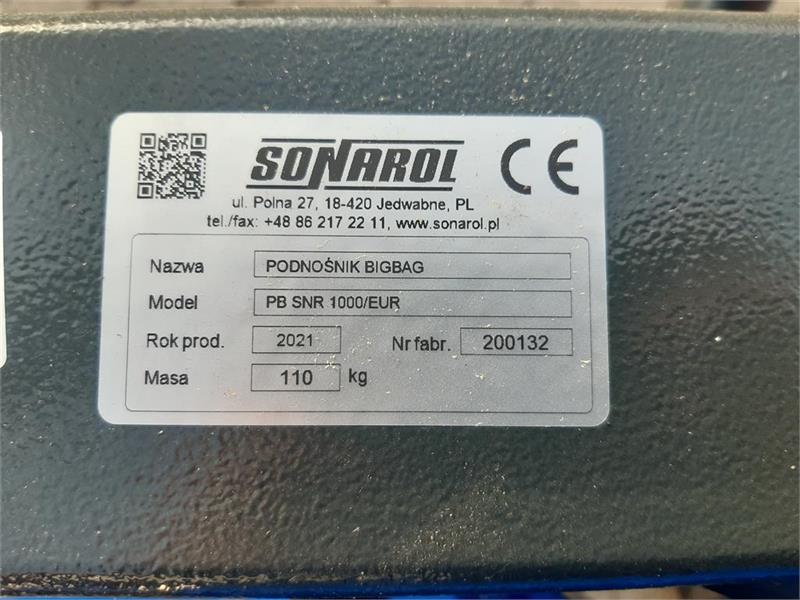 SONAROL CE
ul. Polna 27, 18-420 Jedwabne, PL
tel./fax: +48 86 217 22 11, www.sonarol.pl
Nazwa PODNOŚNIK BIGBAG
Model PB SNR 1000/EUR
Rok prod. 2021 Nr fabr. 200132
Masa 110 kg